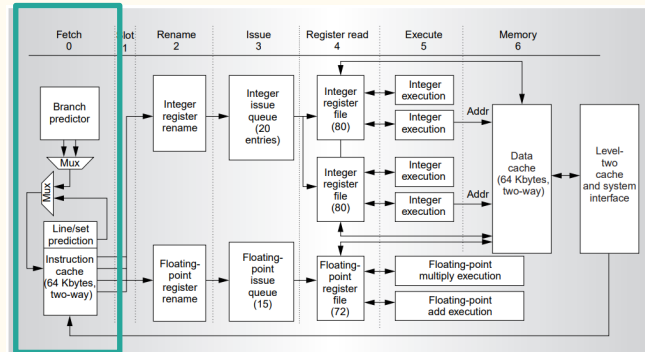 Fetch
0
Slot
1
Rename
2
Issue
3
Register read
4
Execute
5
Memory
6
Branch
predictor
Mux
Mux
Line/set
prediction
Instruction
cache
(64 Kbytes,
two-way)
Integer
register
rename
Integer
issue
queue
(20
entries)
Integer
register
file
(80)
Integer
execution
Integer
execution
Addr
Integer
register
file
(80)
Integer
execution
Integer
execution
Addr
Data
cache
(64 Kbytes,
two-way)
Level-
two
cache
and system
interface
Floating-
point
register
rename
Floating-
point
issue
queue
(15)
Floating-
point
register
file
(72)
Floating-point
multiply execution
Floating-point
add execution